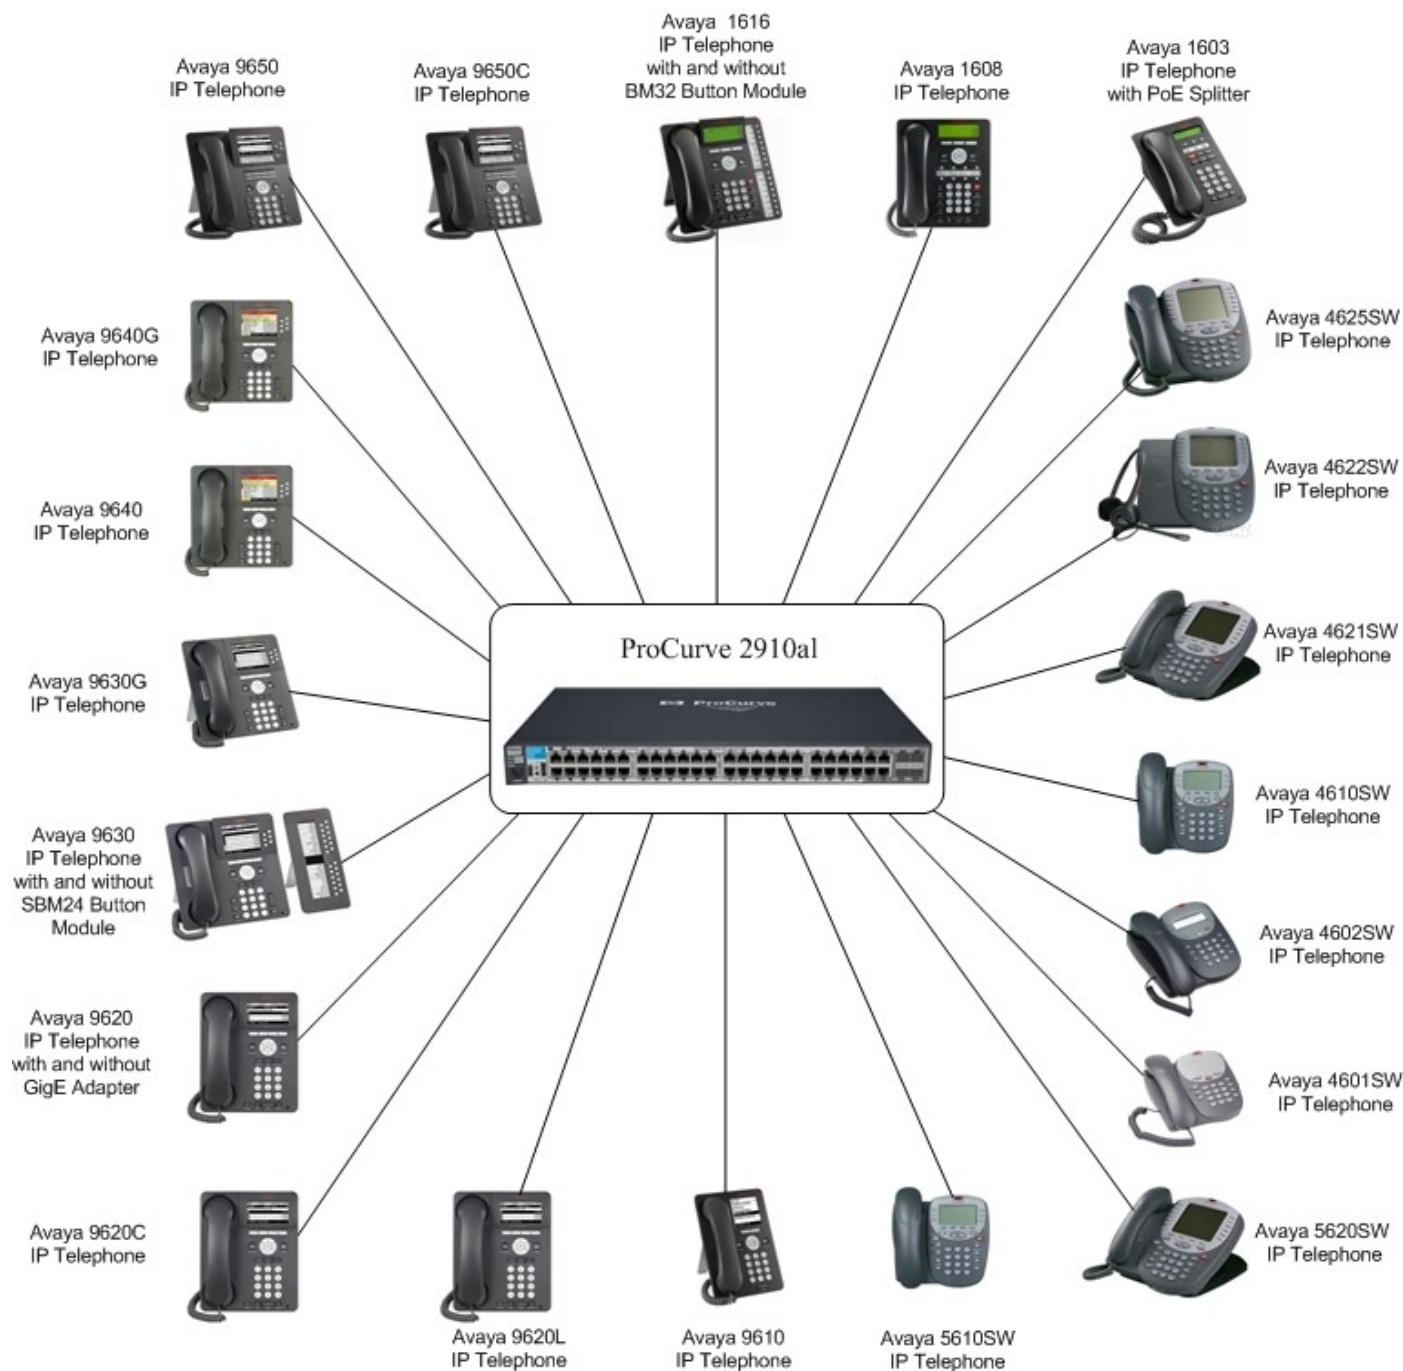 Avaya 9650
IP Telephone
Avaya 9650C
IP Telephone
Avaya 1616
IP Telephone
with and without
BM32 Button Module
Avaya 1608
IP Telephone
Avaya 1603
IP Telephone
with PoE Splitter
Avaya 9640G
IP Telephone
Avaya 4625SW
IP Telephone
Avaya 9640
IP Telephone
Avaya 4622SW
IP Telephone
Avaya 9630G
IP Telephone
ProCurve 2910al
ProCurve
Avaya 4621SW
IP Telephone
Avaya 4610SW
IP Telephone
Avaya 9630
IP Telephone
with and without
SBM24 Button
Module
Avaya 4602SW
IP Telephone
Avaya 9620
IP Telephone
with and without
GigE Adapter
Avaya 4601SW
IP Telephone
Avaya 9620C
IP Telephone
Avaya 5620SW
IP Telephone
Avaya 9620L
IP Telephone
Avaya 9610
IP Telephone
Avaya 5610SW
IP Telephone